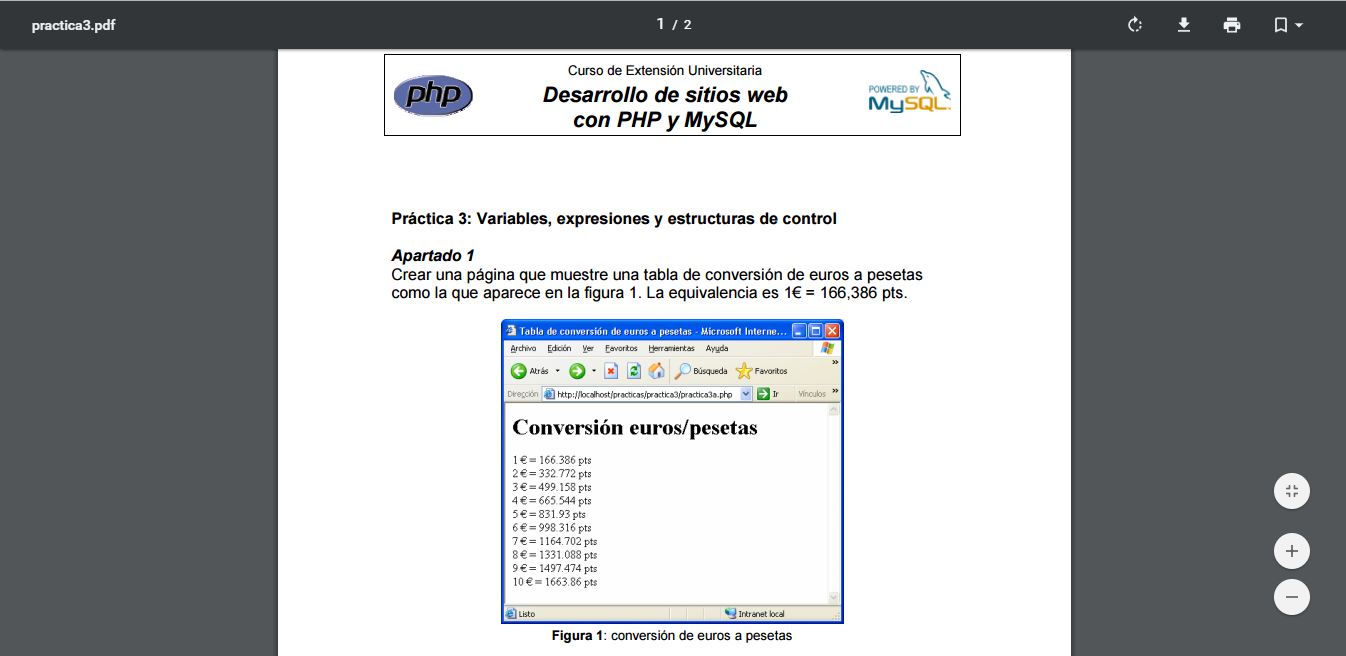 practica3.pdf
1 / 2
php
Curso de Extensión Universitaria
Desarrollo de sitios web
con PHP y MySQL
POWERED BY
MySQL
Práctica 3: Variables, expresiones y estructuras de control
Apartado 1
Crear una página que muestre una tabla de conversión de euros a pesetas
como la que aparece en la figura 1. La equivalencia es 1€ = 166,386 pts.
Tabla de conversión de euros a pesetas - Microsoft Interne...
Archivo Edición Ver Favoritos Herramientas Ayuda
Atrás Búsqueda Favoritos »
Dirección http://localhost/practicas/practica3/practica3a.php Ir Vínculos »
Conversión euros/pesetas
1 € = 166.386 pts
2 € = 332.772 pts
3 € = 499.158 pts
4 € = 665.544 pts
5 € = 831.93 pts
6 € = 998.316 pts
7 € = 1164.702 pts
8 € = 1331.088 pts
9 € = 1497.474 pts
10 € = 1663.86 pts
Listo Intranet local
Figura 1: conversión de euros a pesetas